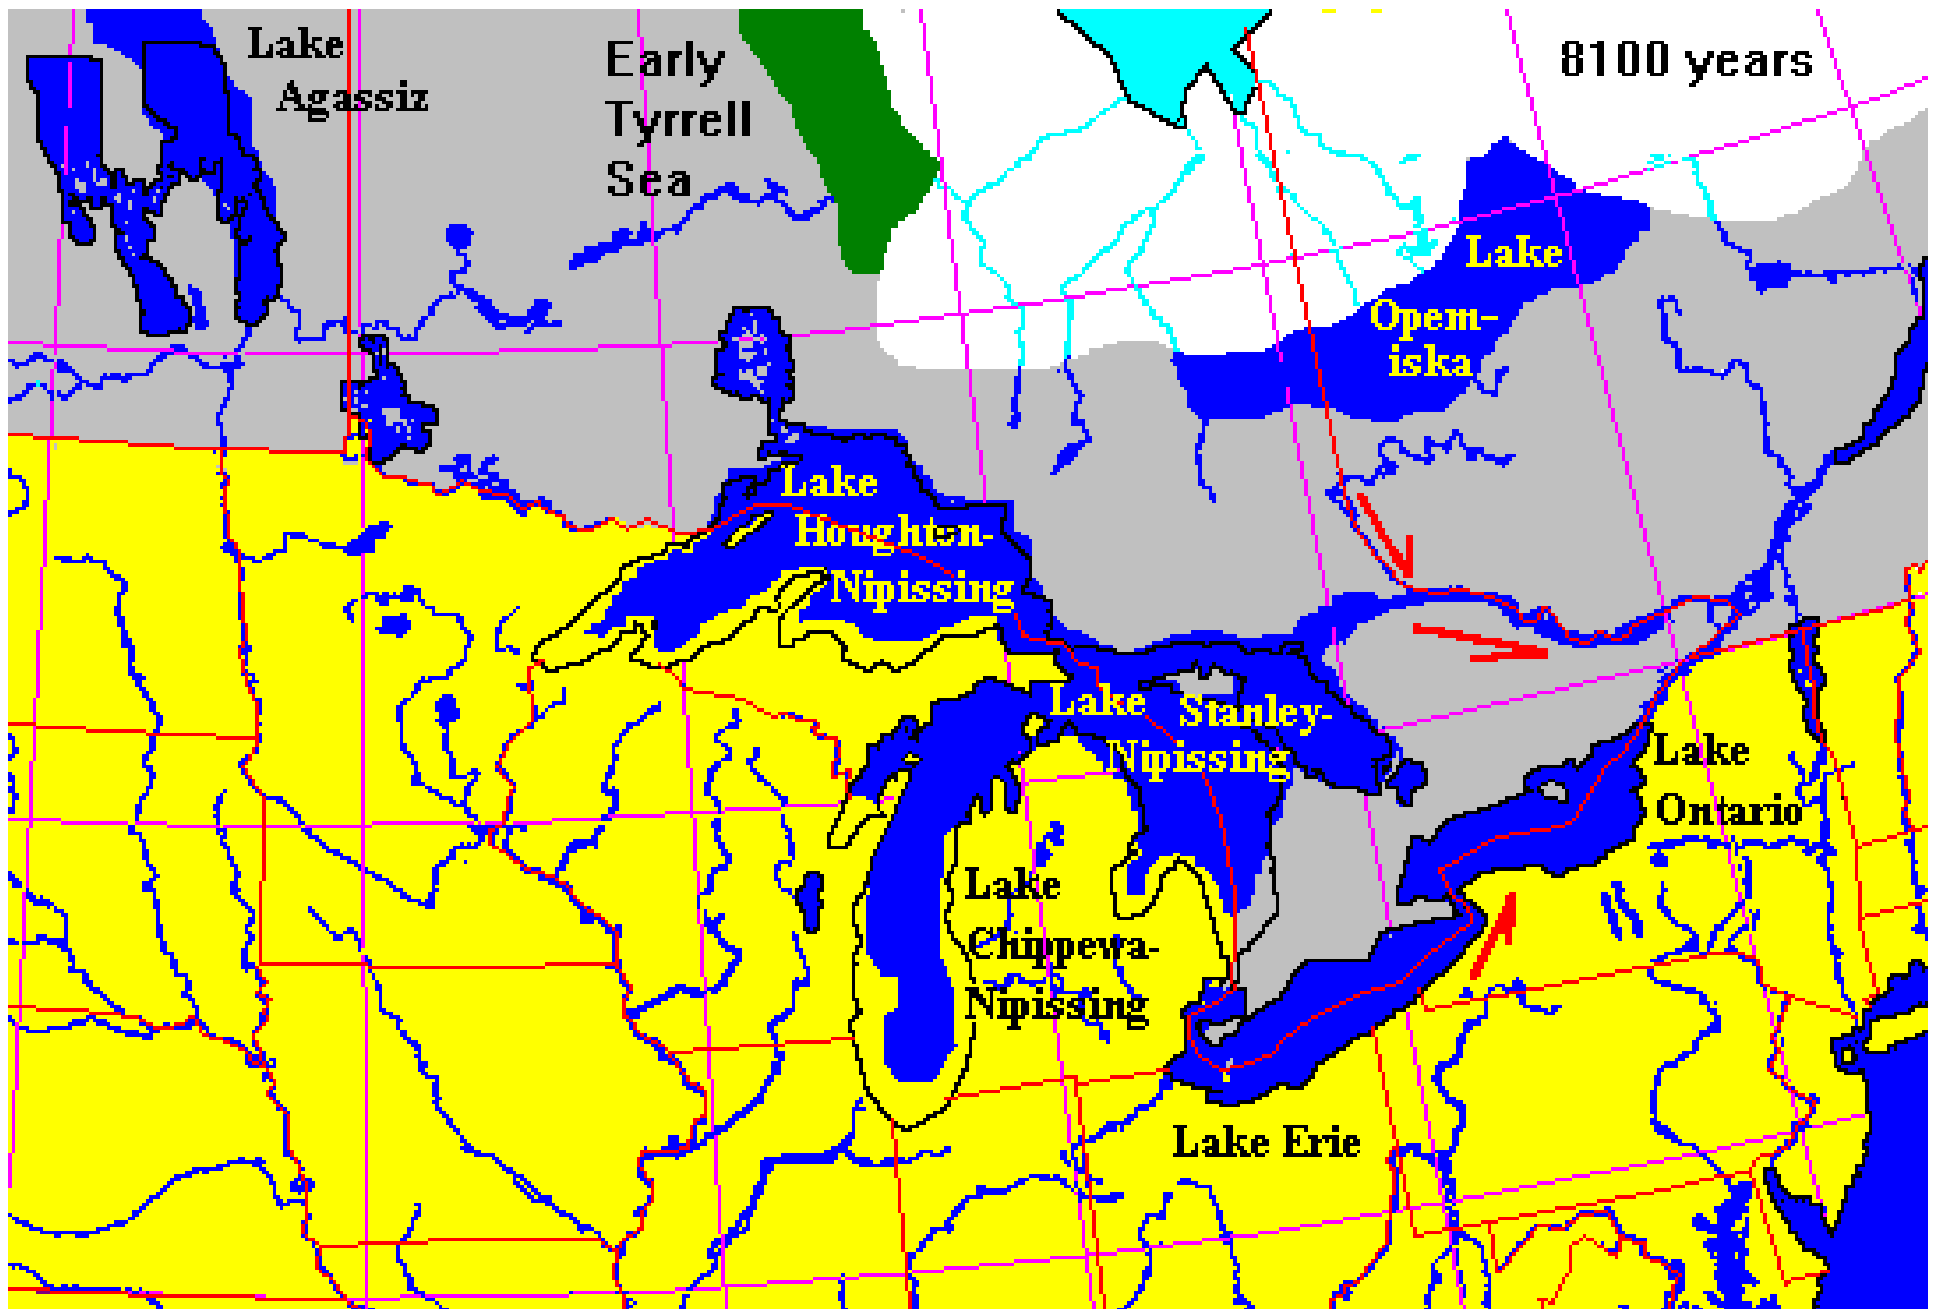 Lake
Agassiz
Early
Tyrrell
Sea
8100 years
Lake
Opem-
iska
Lake
Houghten-
Nipissing
Lake Stanley-
Nipissing
Lake
Ontario
Lake
Chippewa-
Nipissing
Lake Erie